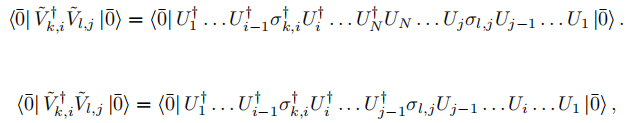 ⟨0̄| Ṽ†_{k,i} Ṽ_{l,j} |0̄⟩ = ⟨0̄| U†_1 … U†_{i−1} σ†_{k,i} U†_i … U†_N U_N … U_j σ_{l,j} U_{j−1} … U_1 |0̄⟩ .
⟨0̄| Ṽ†_{k,i} Ṽ_{l,j} |0̄⟩ = ⟨0̄| U†_1 … U†_{i−1} σ†_{k,i} U†_i … U†_{j−1} σ_{l,j} U_{j−1} … U_i … U_1 |0̄⟩ ,